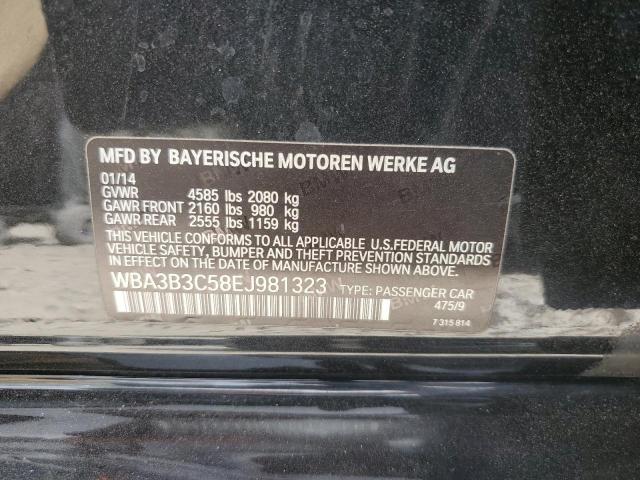 MFD BY BAYERISCHE MOTOREN WERKE AG
01/14
GVWR 4585 lbs 2080 kg
GAWR FRONT 2160 lbs 980 kg
GAWR REAR 2555 lbs 1159 kg
THIS VEHICLE CONFORMS TO ALL APPLICABLE U.S.FEDERAL MOTOR
VEHICLE SAFETY, BUMPER AND THEFT PREVENTION STANDARDS
IN EFFECT ON THE DATE OF MANUFACTURE SHOWN ABOVE.
WBA3B3C58EJ981323 TYPE: PASSENGER CAR
475/9
7 315 814